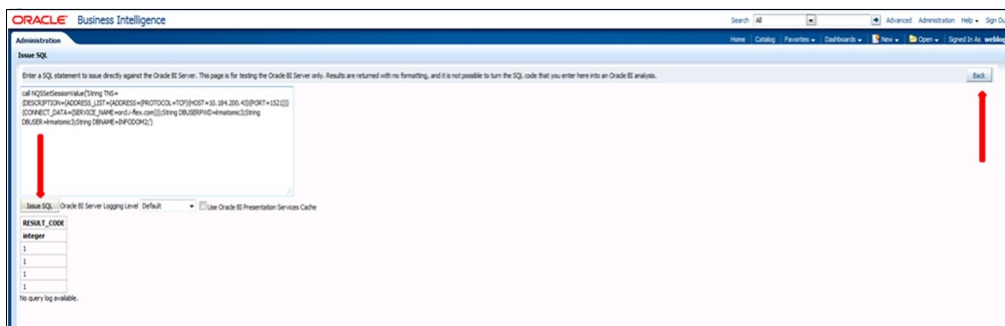 ORACLE Business Intelligence
Search All Advanced Administration Help Sign Ou
Administration
Home Catalog Favorites Dashboards New Open Signed In As weblog
Issue SQL
Enter a SQL statement to issue directly against the Oracle BI Server. This page is for testing the Oracle BI Server only. Results are returned with no formatting, and it is not possible to turn the SQL code that you enter here into an Oracle BI analysis.
Back
call NQSSetSessionValue('String TNS=
(DESCRIPTION=(ADDRESS_LIST=(ADDRESS=(PROTOCOL=TCP)(HOST=10.184.200.43)(PORT=1521)))
(CONNECT_DATA=(SERVICE_NAME=ord.i-flex.com)));String DBUSERPWD=irmatomic3;String
DBUSER=irmatomic3;String DBNAME=INFODOM2;')
Issue SQL Oracle BI Server Logging Level Default Use Oracle BI Presentation Services Cache
RESULT_CODE
integer
1
1
1
1
No query log available.